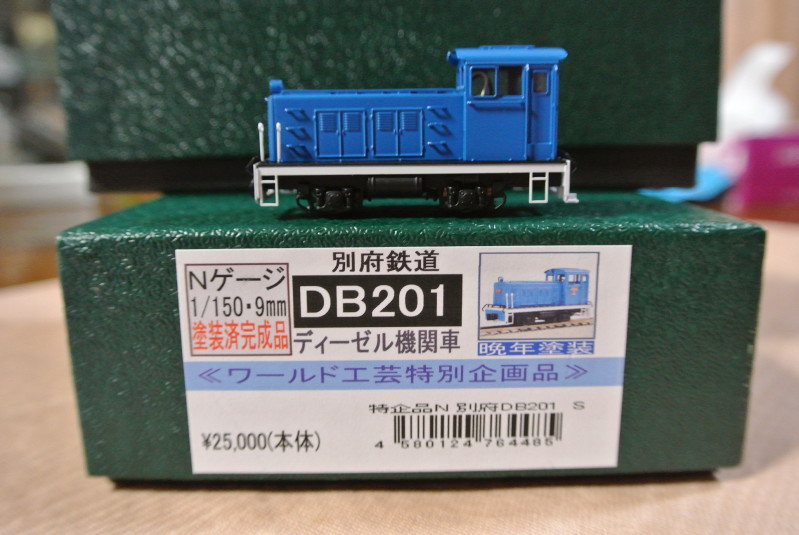 別府鉄道
Nゲージ
1/150・9mm
塗装済完成品
DB201
ディーゼル機関車
晩年塗装
≪ワールド工芸特別企画品≫
特企品N 別府DB201 S
¥25,000(本体)
4 580124 764485